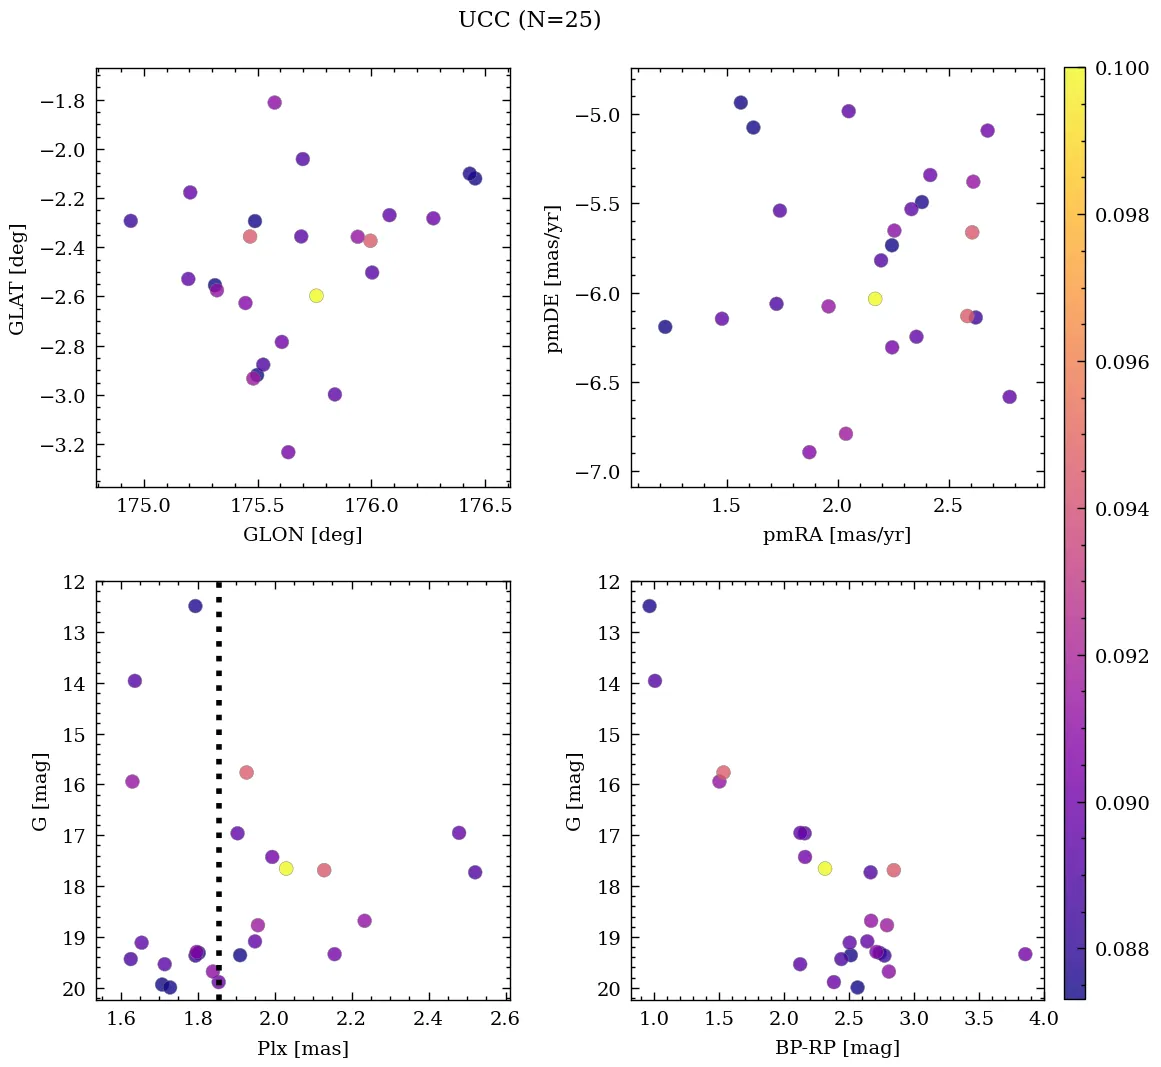 UCC (N=25)
−1.8
−2.0
−2.2
−2.4
−2.6
−2.8
−3.0
−3.2
GLAT [deg]
175.0 175.5 176.0 176.5
GLON [deg]
−5.0
−5.5
−6.0
−6.5
−7.0
pmDE [mas/yr]
1.5 2.0 2.5
pmRA [mas/yr]
12
13
14
15
16
17
18
19
20
G [mag]
1.6 1.8 2.0 2.2 2.4 2.6
Plx [mas]
12
13
14
15
16
17
18
19
20
G [mag]
1.0 1.5 2.0 2.5 3.0 3.5 4.0
BP-RP [mag]
0.100
0.098
0.096
0.094
0.092
0.090
0.088